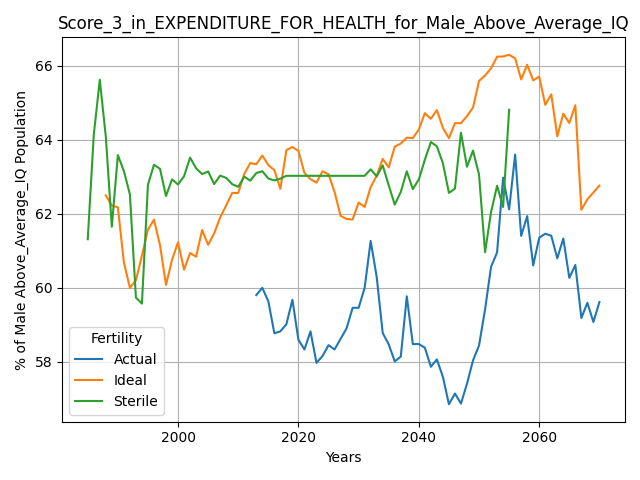 Score_3_in_EXPENDITURE_FOR_HEALTH_for_Male_Above_Average_IQ
% of Male Above_Average_IQ Population
66
64
62
60
58
Fertility
Actual
Ideal
Sterile
2000
2020
2040
2060
Years